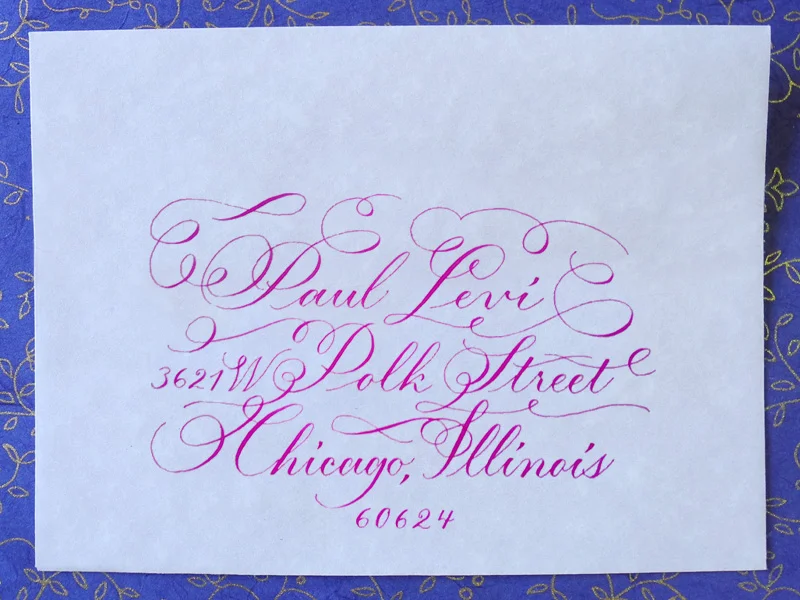 Paul Levi
3621 W Polk Street
Chicago, Illinois
60624